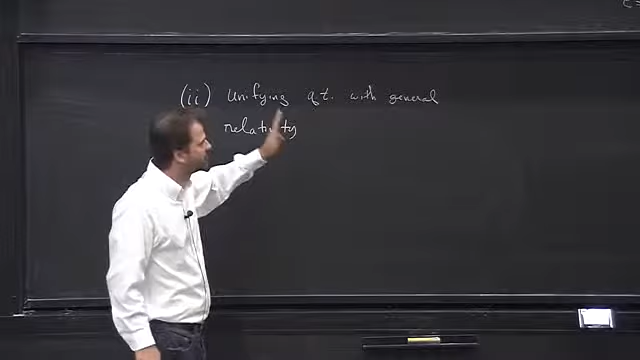 (ii) Unifying q.t. with general
relativity